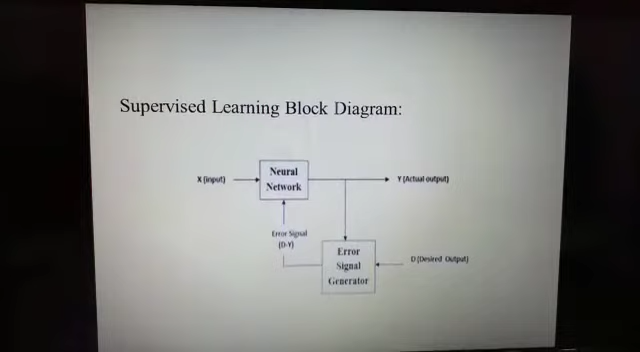 Supervised Learning Block Diagram:
Neural
Network
X (input)
Y (Actual output)
Error Signal
(D-Y)
Error
Signal
Generator
D (Desired Output)